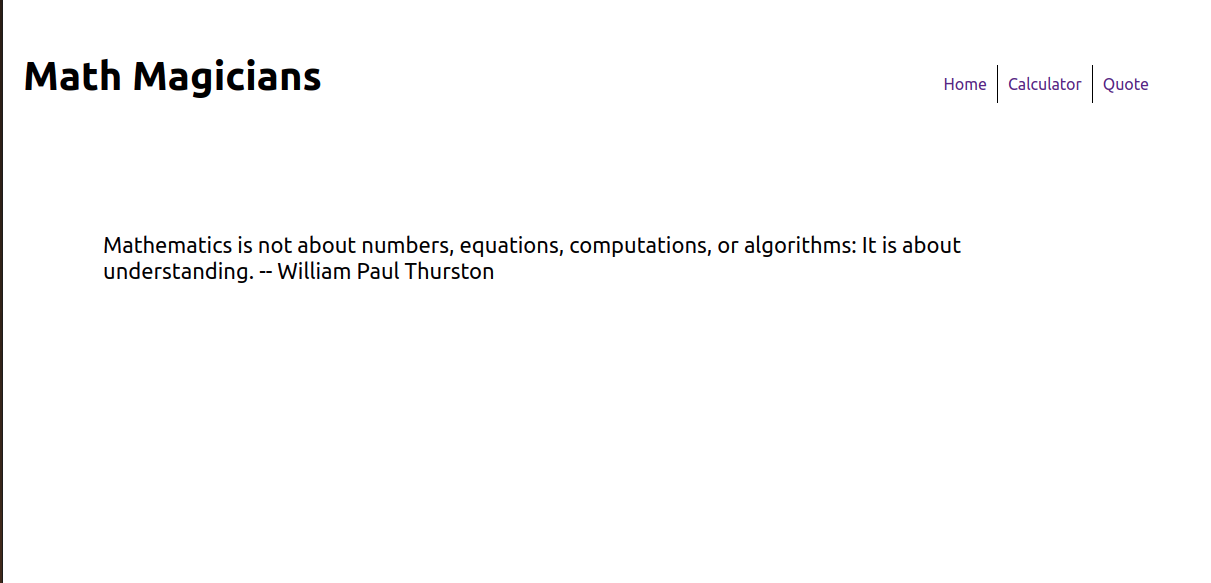 Math Magicians
Home Calculator Quote
Mathematics is not about numbers, equations, computations, or algorithms: It is about
understanding. -- William Paul Thurston